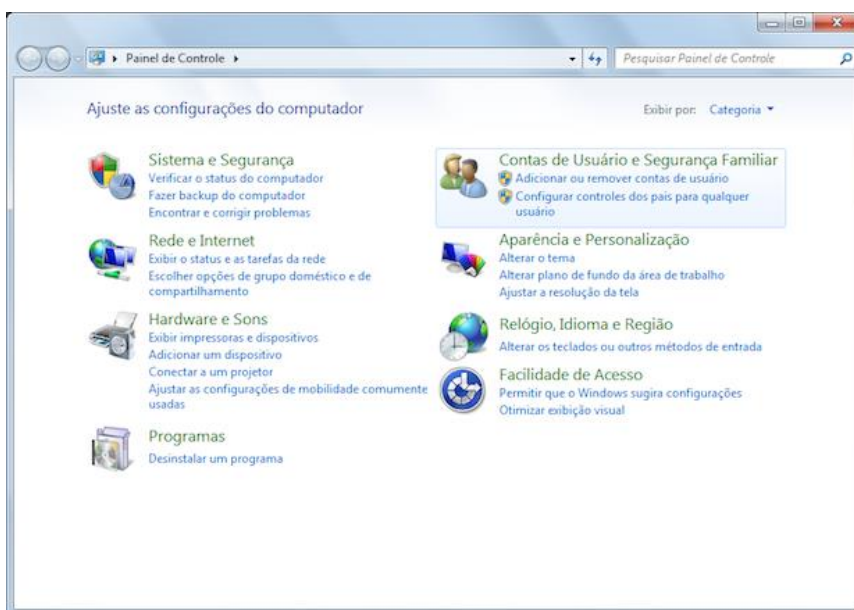 Painel de Controle
Pesquisar Painel de Controle
Ajuste as configurações do computador
Exibir por: Categoria
Sistema e Segurança
Verificar o status do computador
Fazer backup do computador
Encontrar e corrigir problemas
Rede e Internet
Exibir o status e as tarefas da rede
Escolher opções de grupo doméstico e de
compartilhamento
Hardware e Sons
Exibir impressoras e dispositivos
Adicionar um dispositivo
Conectar a um projetor
Ajustar as configurações de mobilidade comumente
usadas
Programas
Desinstalar um programa
Contas de Usuário e Segurança Familiar
Adicionar ou remover contas de usuário
Configurar controles dos pais para qualquer
usuário
Aparência e Personalização
Alterar o tema
Alterar plano de fundo da área de trabalho
Ajustar a resolução da tela
Relógio, Idioma e Região
Alterar os teclados ou outros métodos de entrada
Facilidade de Acesso
Permitir que o Windows sugira configurações
Otimizar exibição visual